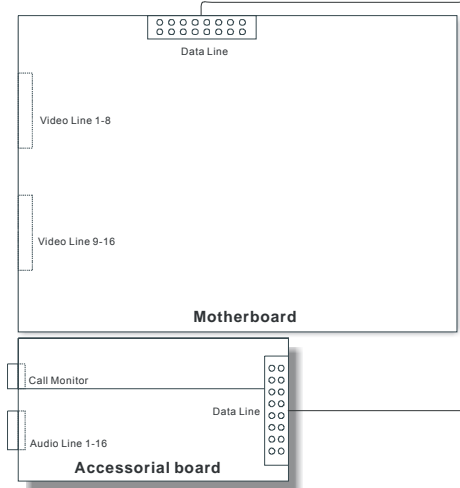 Data Line
Video Line 1-8
Video Line 9-16
Motherboard
Call Monitor
Data Line
Audio Line 1-16
Accessorial board